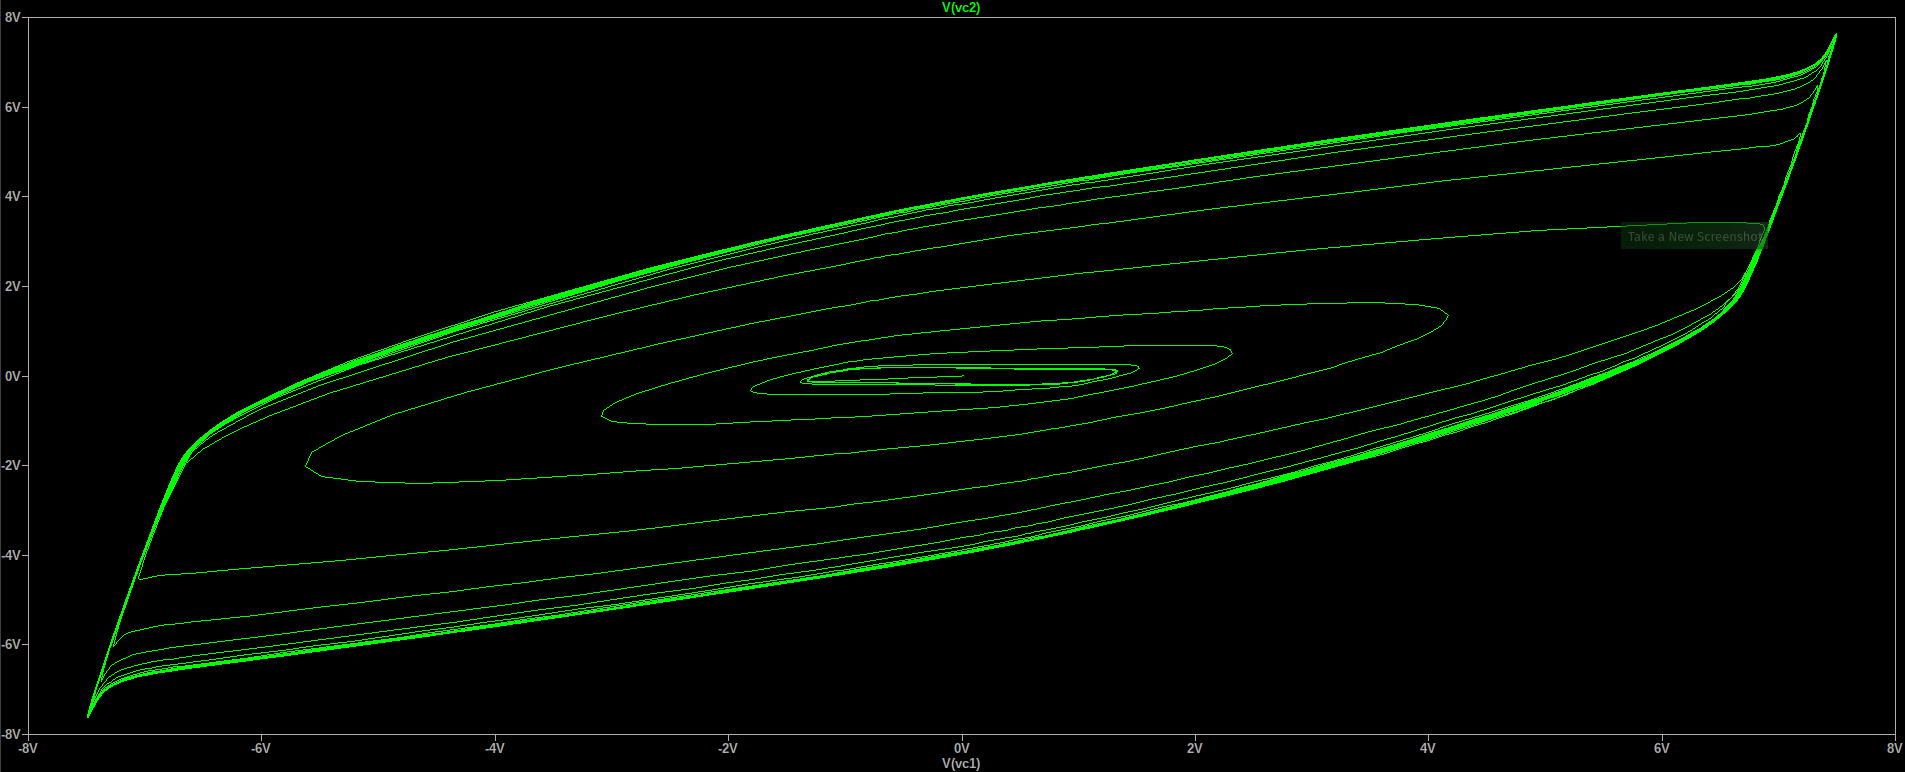 V(vc2)
8V
6V
4V
2V
0V
-2V
-4V
-6V
-8V
Take a New Screenshot
-8V -6V -4V -2V 0V 2V 4V 6V 8V
V(vc1)